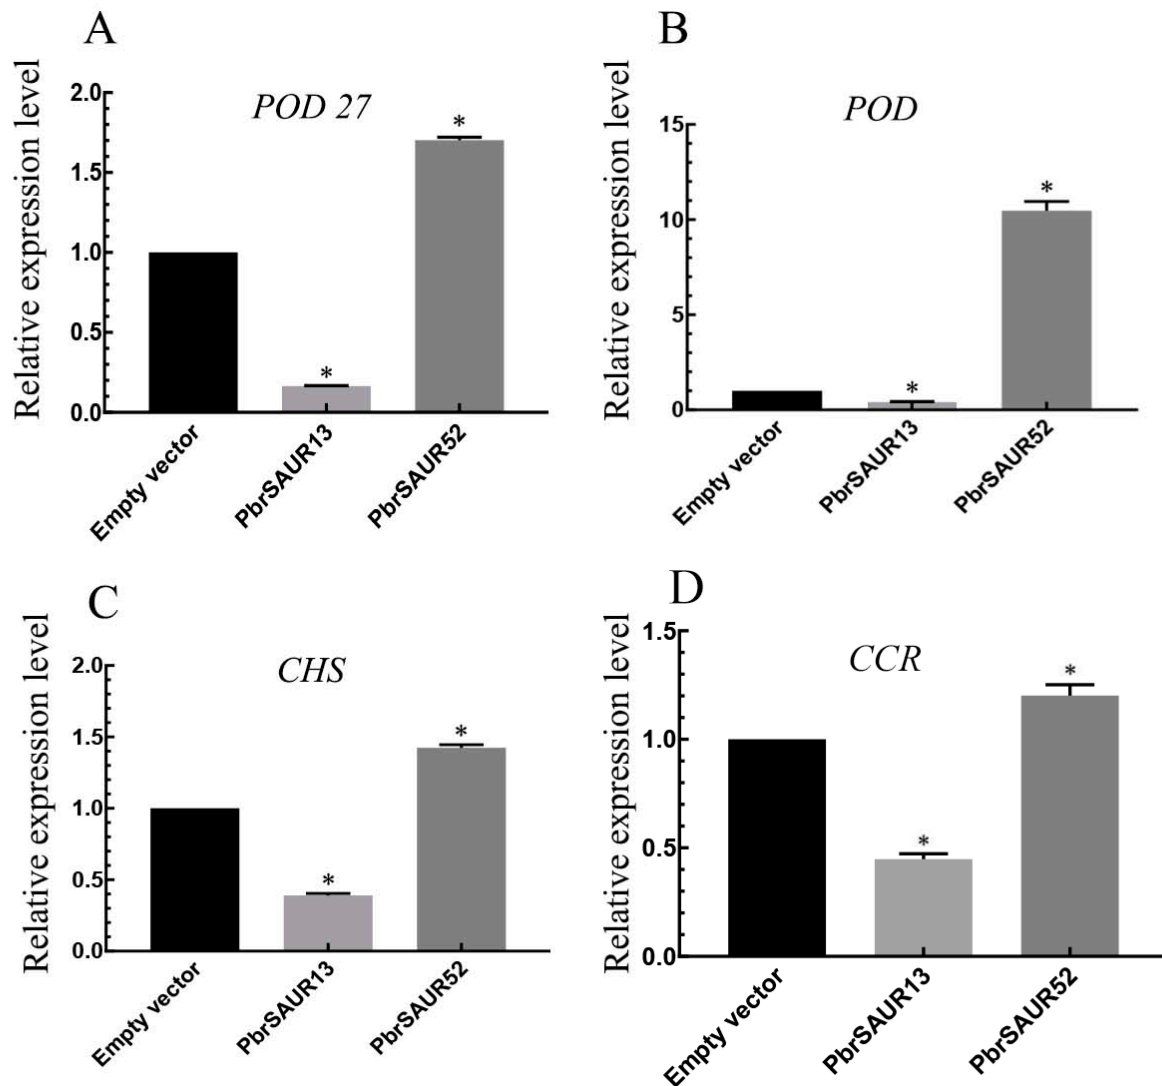 A
Relative expression level
POD 27
2.0
1.5
1.0
0.5
0.0
*
*
Empty vector
PbrSAUR13
PbrSAUR52
B
Relative expression level
POD
15
10
5
0
*
*
Empty vector
PbrSAUR13
PbrSAUR52
C
Relative expression level
CHS
2.0
1.5
1.0
0.5
0.0
*
*
Empty vector
PbrSAUR13
PbrSAUR52
D
Relative expression level
CCR
1.5
1.0
0.5
0.0
*
*
Empty vector
PbrSAUR13
PbrSAUR52